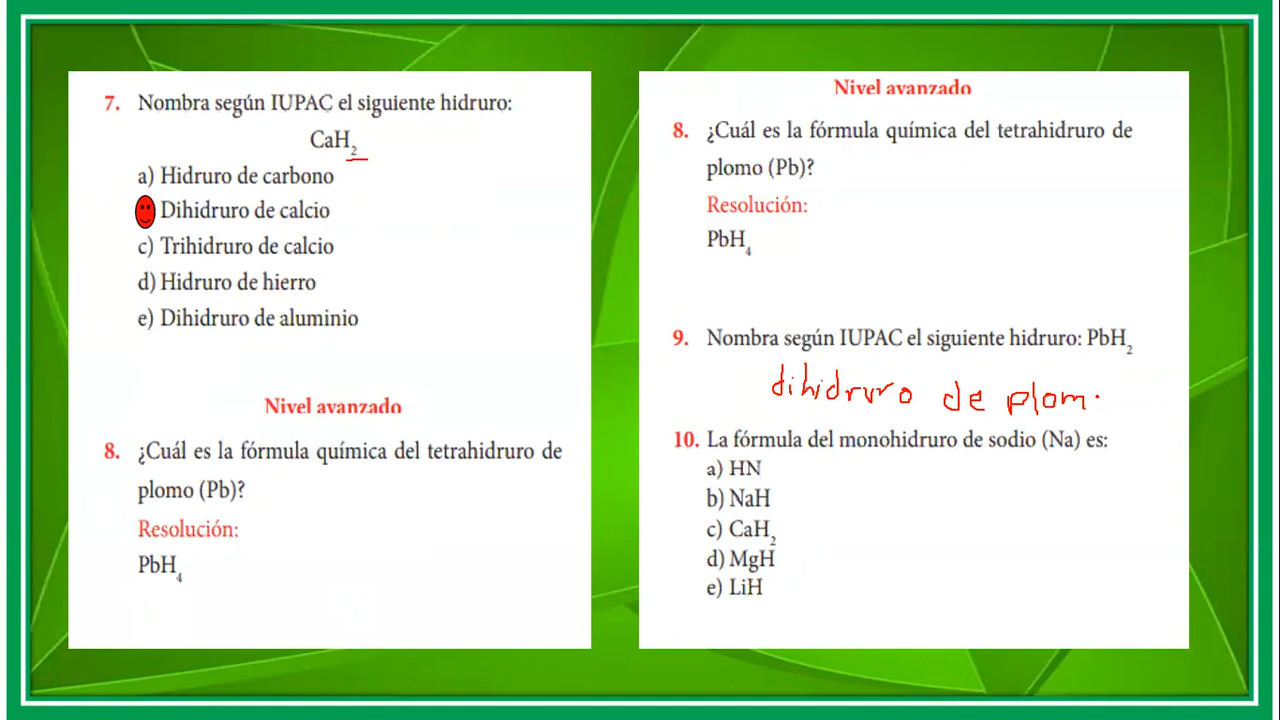 7. Nombra según IUPAC el siguiente hidruro:
CaH2
a) Hidruro de carbono
Dihidruro de calcio
c) Trihidruro de calcio
d) Hidruro de hierro
e) Dihidruro de aluminio
Nivel avanzado
8. ¿Cuál es la fórmula química del tetrahidruro de
plomo (Pb)?
Resolución:
PbH4
Nivel avanzado
8. ¿Cuál es la fórmula química del tetrahidruro de
plomo (Pb)?
Resolución:
PbH4
9. Nombra según IUPAC el siguiente hidruro: PbH2
dihidruro de plom
10. La fórmula del monohidruro de sodio (Na) es:
a) HN
b) NaH
c) CaH2
d) MgH
e) LiH